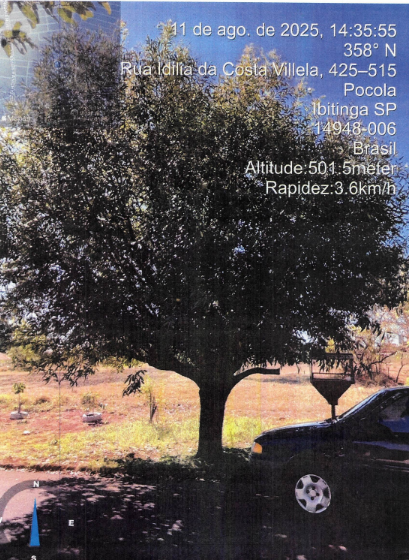 11 de ago. de 2025, 14:35:55
358° N
Rua Idilia da Costa Villela, 425–515
Pocola
Ibitinga SP
14948-006
Brasil
Altitude:501.5meter
Rapidez:3.6km/h
N
E
S